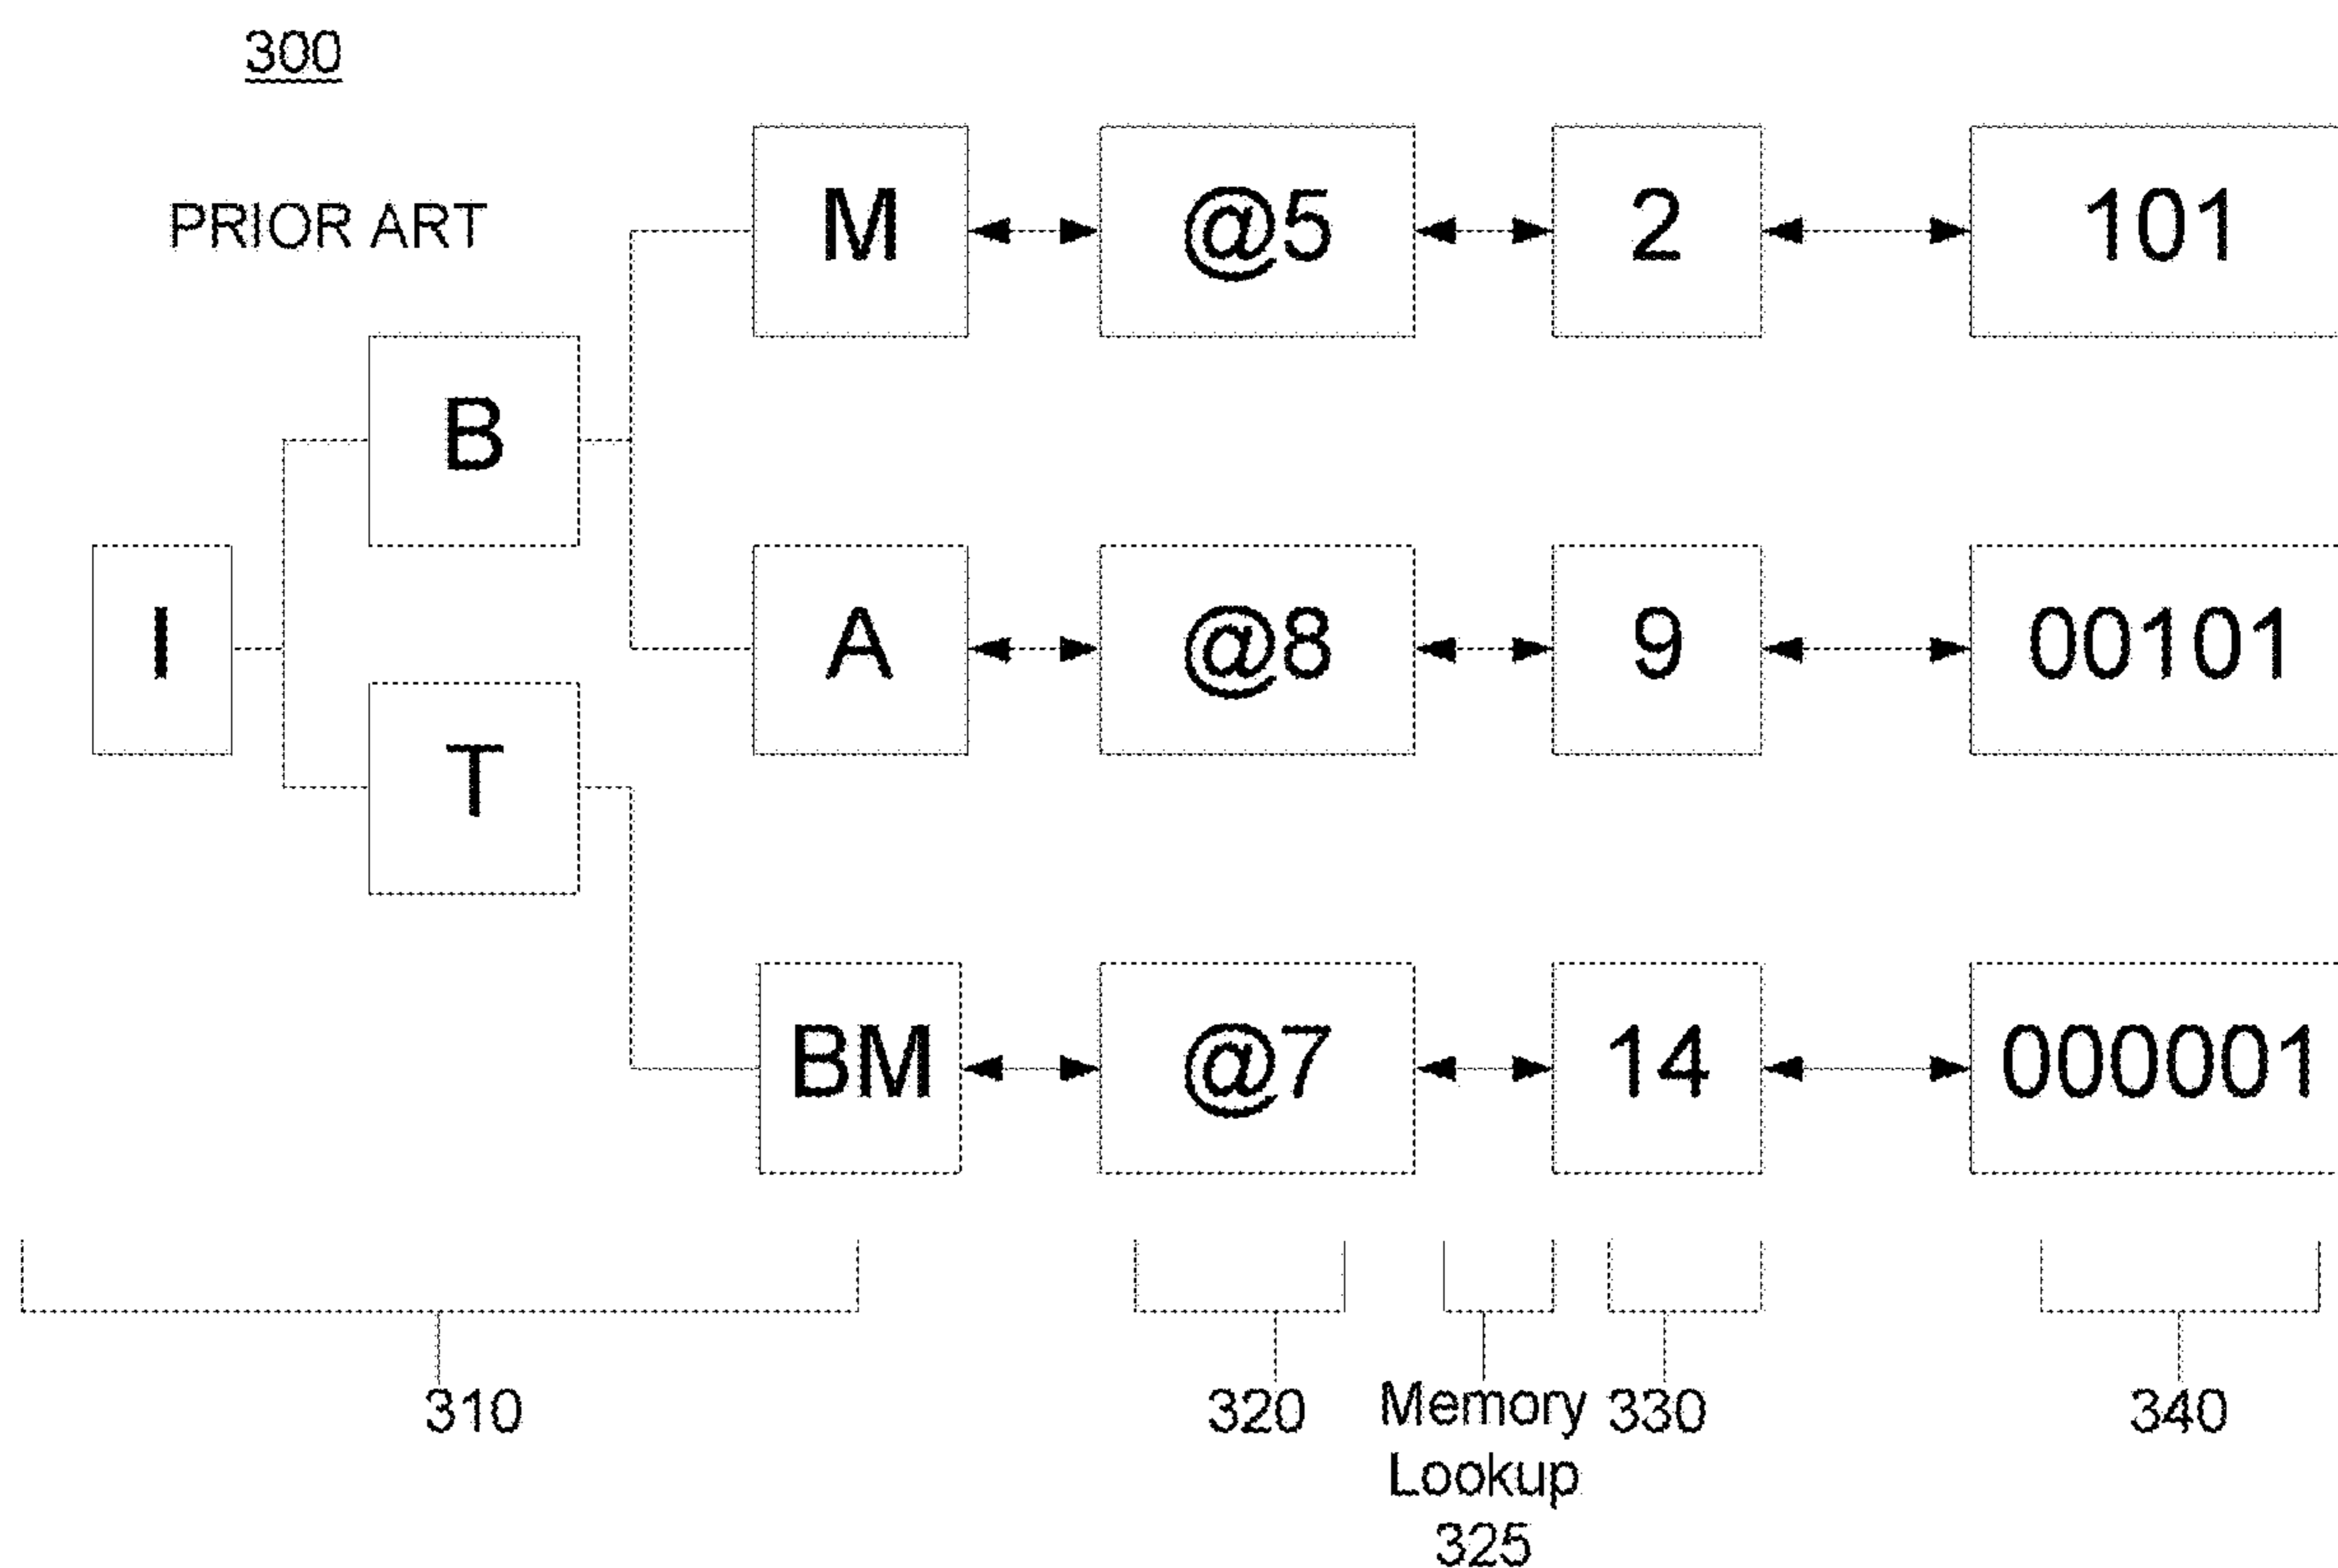 300
PRIOR ART
M @5 2 101
B
I A @8 9 00101
T
BM @7 14 000001
310 320 Memory 330 340
Lookup
325